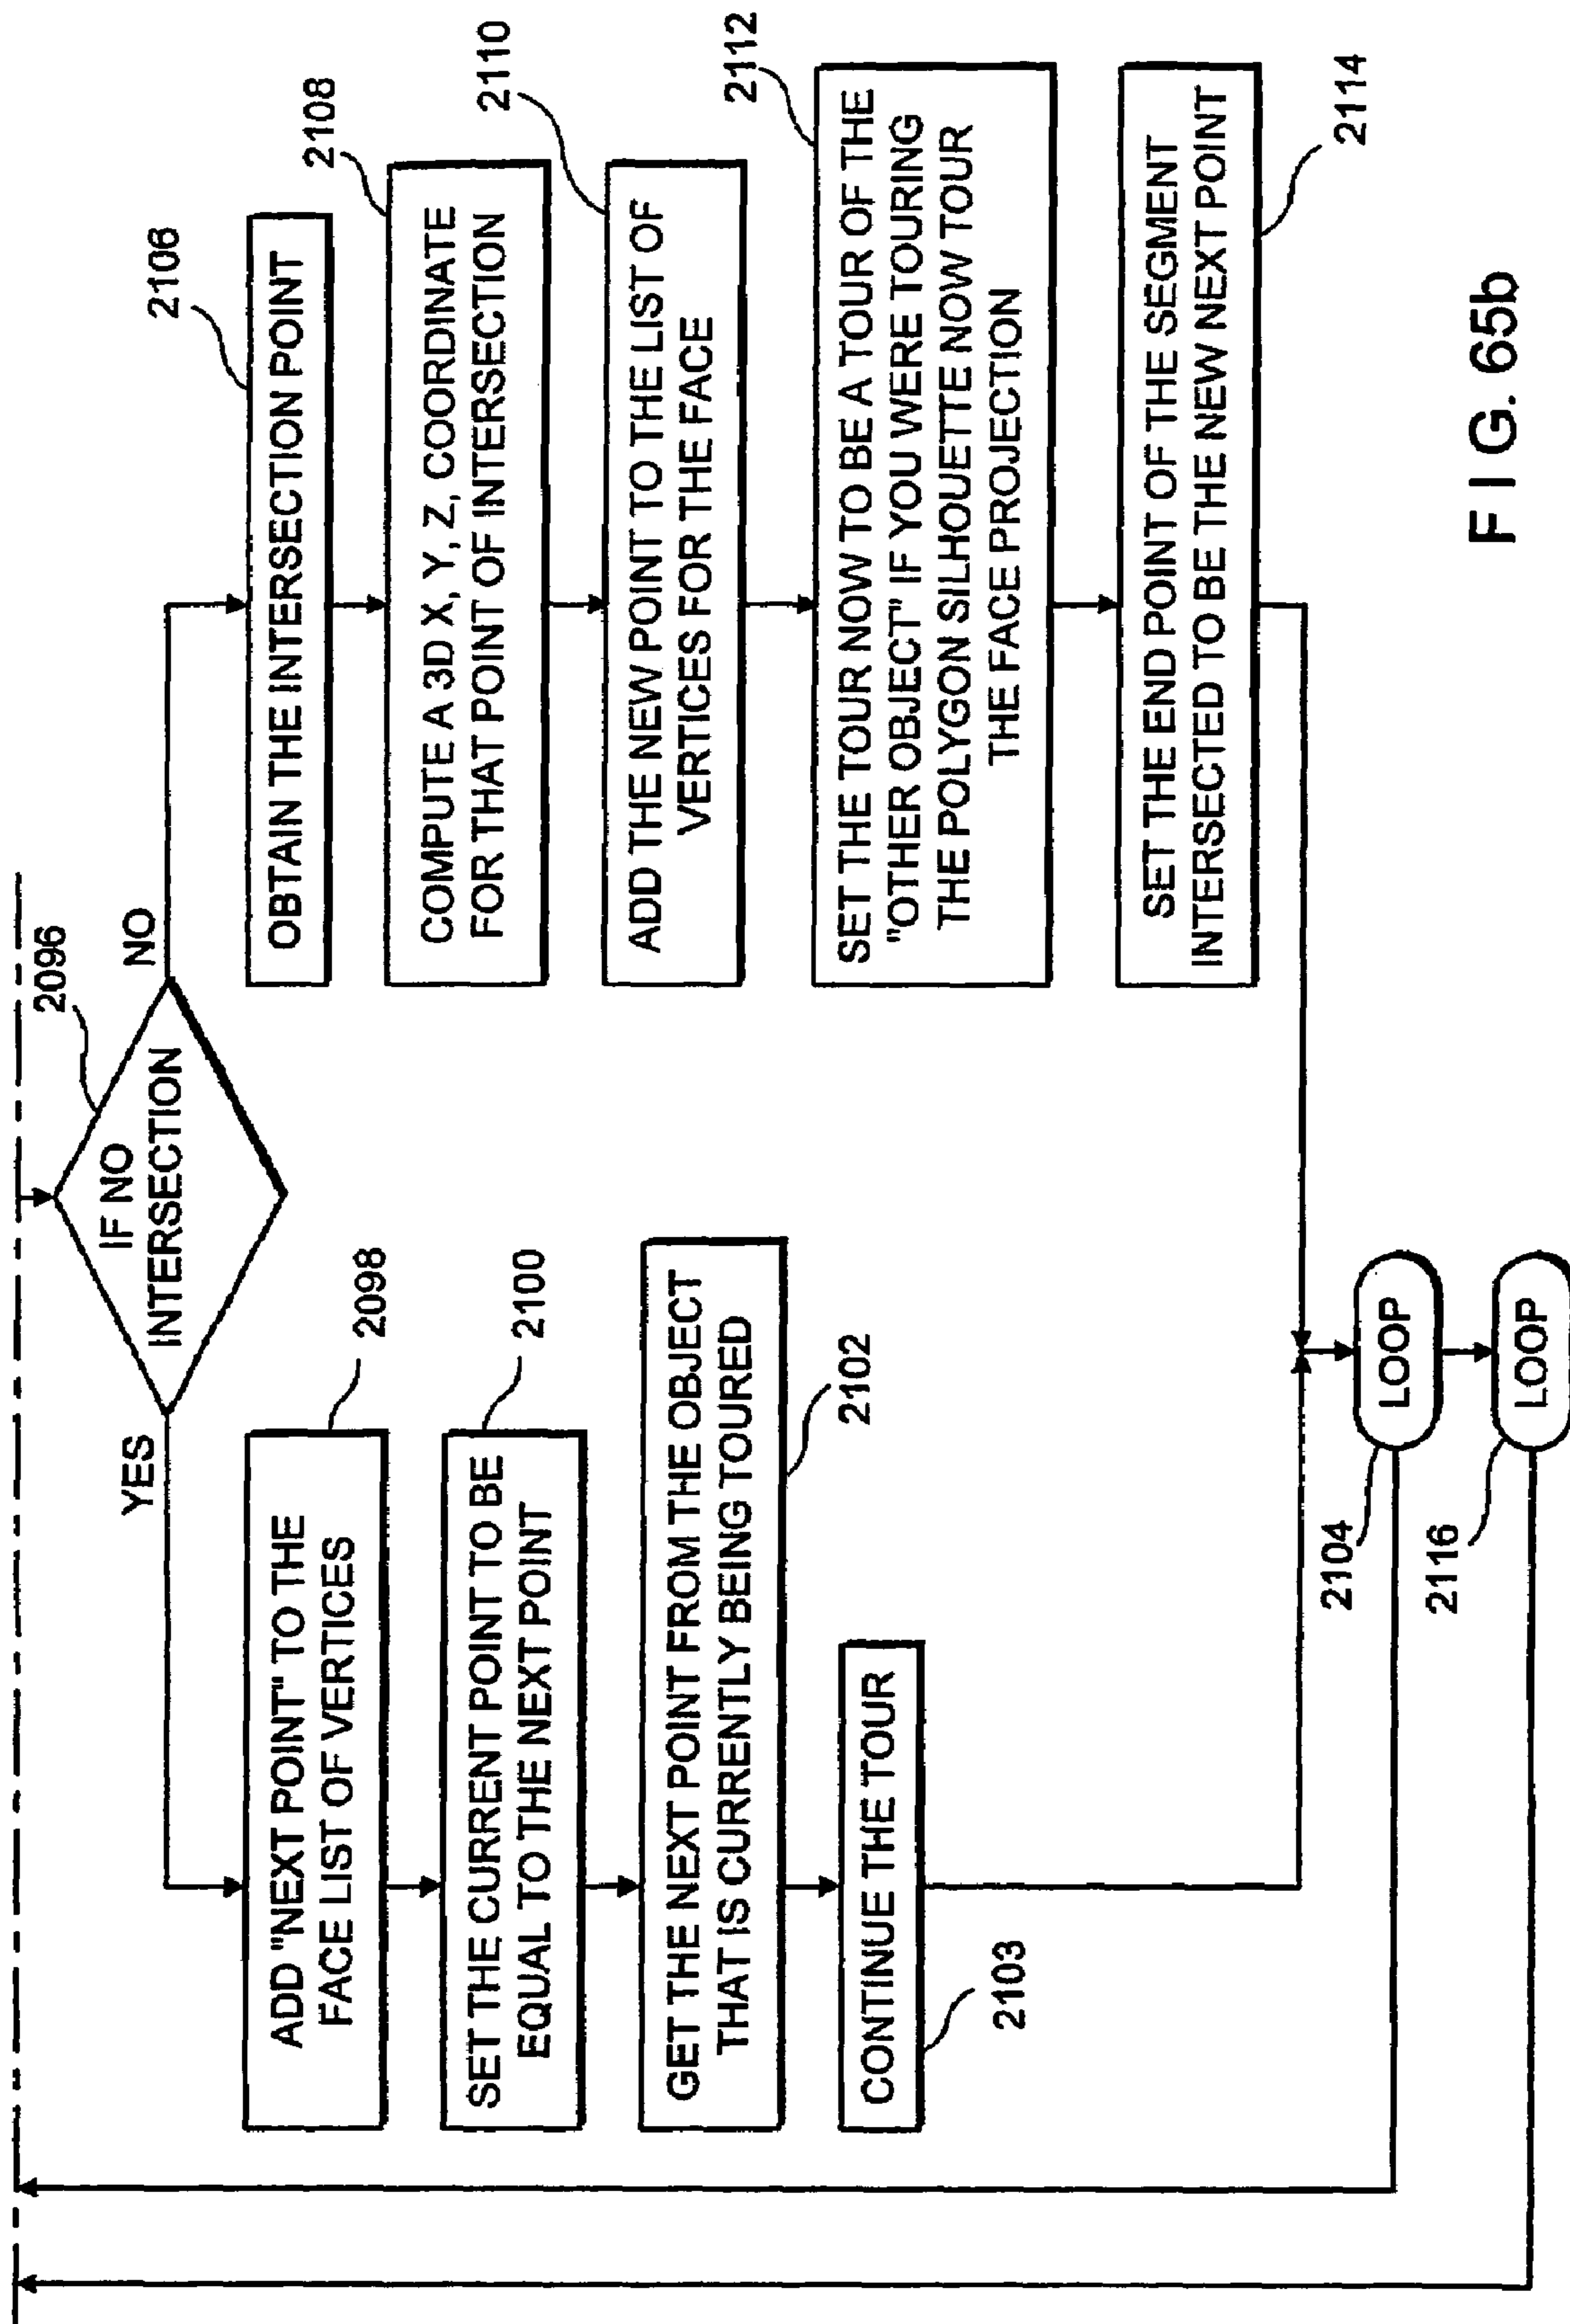 2096
IF NO
INTERSECTION
YES
NO
ADD "NEXT POINT" TO THE
FACE LIST OF VERTICES
2098
SET THE CURRENT POINT TO BE
EQUAL TO THE NEXT POINT
2100
GET THE NEXT POINT FROM THE OBJECT
THAT IS CURRENTLY BEING TOURED
2102
CONTINUE THE TOUR
2103
OBTAIN THE INTERSECTION POINT
2106
COMPUTE A 3D X, Y, Z, COORDINATE
FOR THAT POINT OF INTERSECTION
2108
ADD THE NEW POINT TO THE LIST OF
VERTICES FOR THE FACE
2110
SET THE TOUR NOW TO BE A TOUR OF THE
"OTHER OBJECT" IF YOU WERE TOURING
THE POLYGON SILHOUETTE NOW TOUR
THE FACE PROJECTION
2112
SET THE END POINT OF THE SEGMENT
INTERSECTED TO BE THE NEW NEXT POINT
2114
LOOP
2104
LOOP
2116
FIG. 65b